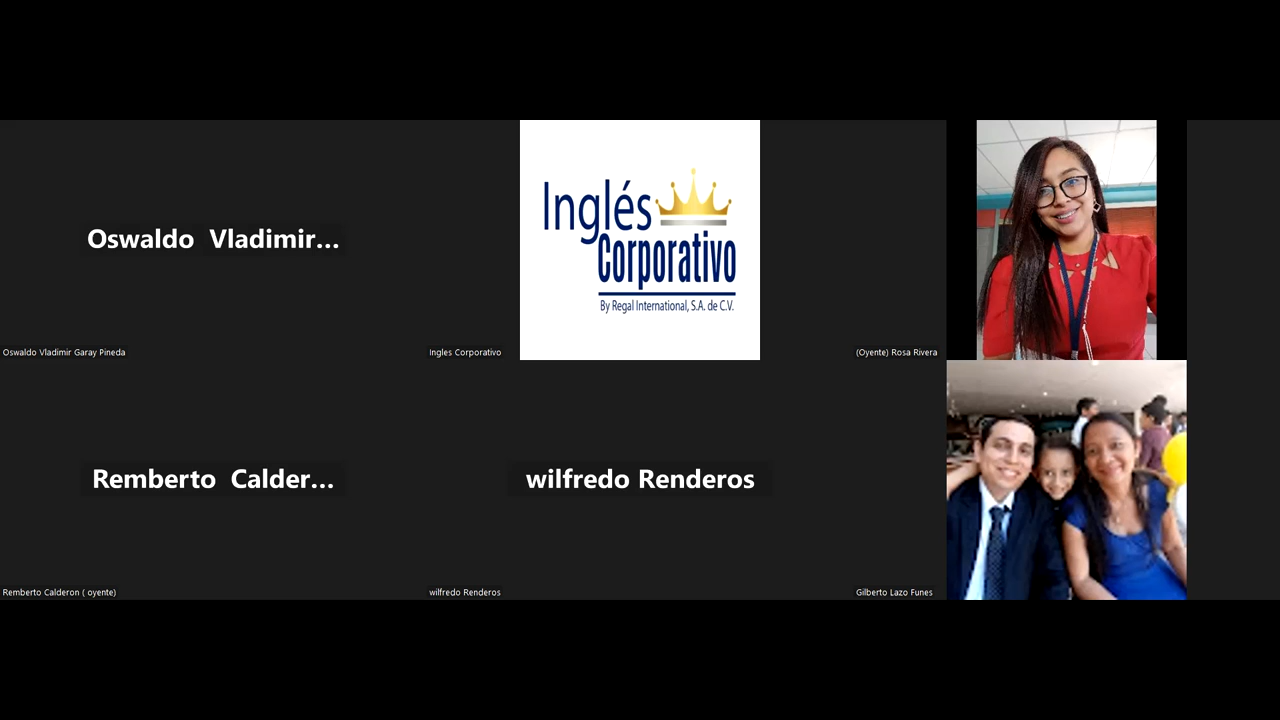 Oswaldo  Vladimir...
Oswaldo Vladimir Garay Pineda
Inglés
Corporativo
By Regal International, S.A. de C.V.
Ingles Corporativo
(Oyente) Rosa Rivera
Remberto  Calder...
Remberto Calderon ( oyente)
wilfredo Renderos
wilfredo Renderos
Gilberto Lazo Funes